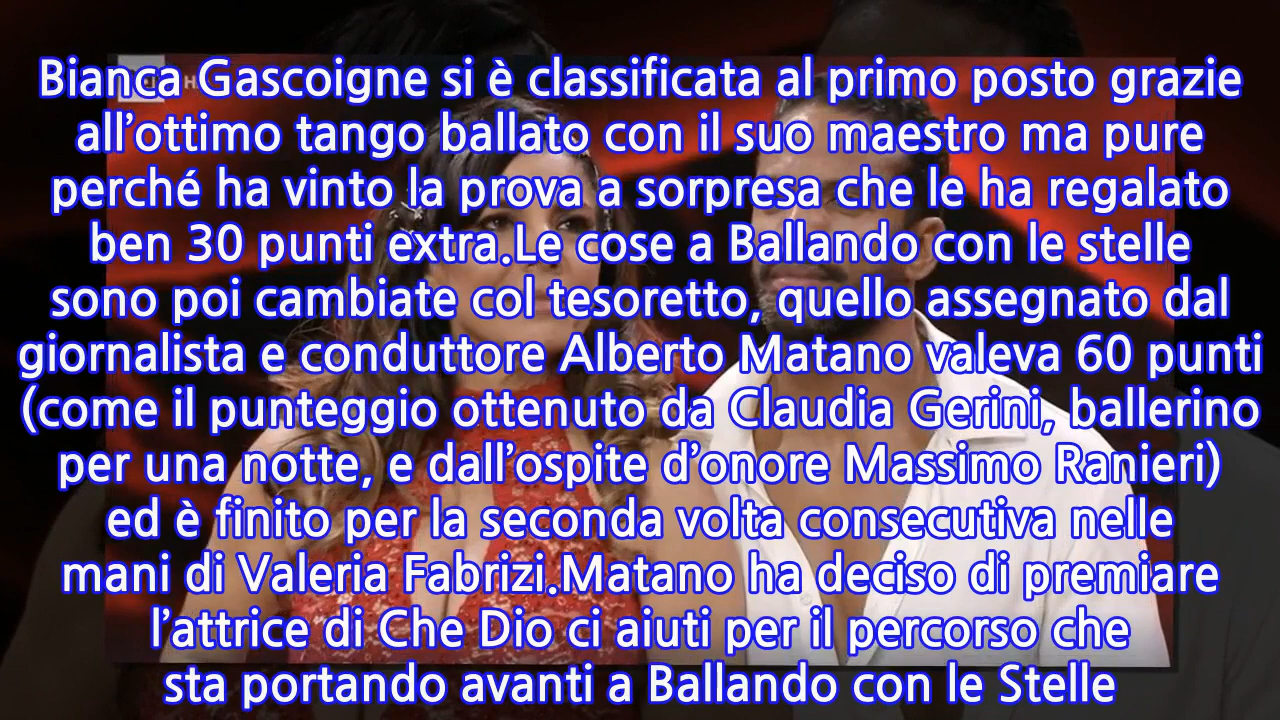 Bianca Gascoigne si è classificata al primo posto grazie
all'ottimo tango ballato con il suo maestro ma pure
perché ha vinto la prova a sorpresa che le ha regalato
ben 30 punti extra.Le cose a Ballando con le stelle
sono poi cambiate col tesoretto, quello assegnato dal
giornalista e conduttore Alberto Matano valeva 60 punti
(come il punteggio ottenuto da Claudia Gerini, ballerino
per una notte, e dall'ospite d'onore Massimo Ranieri)
ed è finito per la seconda volta consecutiva nelle
mani di Valeria Fabrizi.Matano ha deciso di premiare
l'attrice di Che Dio ci aiuti per il percorso che
sta portando avanti a Ballando con le Stelle